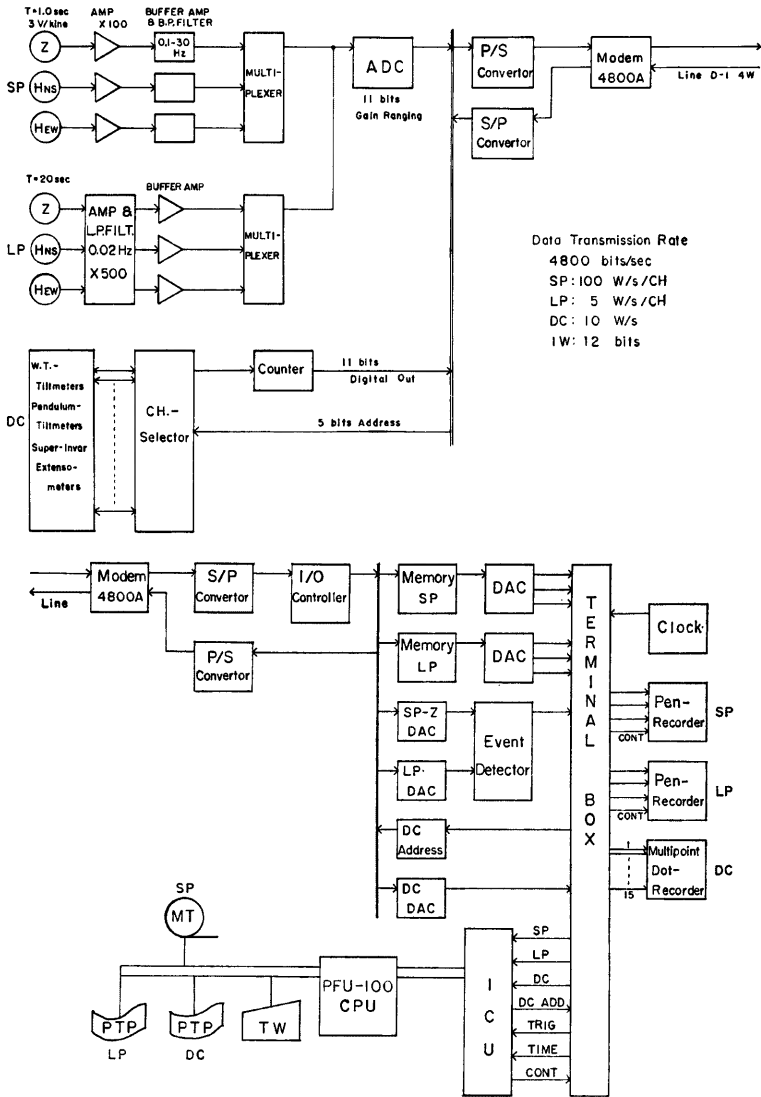 T=1.0sec
3 V/kine
AMP
X100
BUFFER AMP
& B.P. FILTER
Z
0.1-30
Hz
SP
HNS
HEW
MULTI-
PLEXER
ADC
11 bits
Gain Ranging
P/S
Convertor
S/P
Convertor
Modem
4800A
Line D-1 4W
T=20sec
BUFFER AMP
Z
LP
HNS
HEW
AMP &
L.P.FILT.
0.02Hz
X500
MULTI-
PLEXER
Data Transmission Rate
4800 bits/sec
SP:100 W/s/CH
LP: 5 W/s/CH
DC: 10 W/s
1W: 12 bits
DC
W.T.-
Tiltmeters
Pendulum-
Tiltmeters
Super-Invar
Extenso-
meters
CH.-
Selector
Counter
11 bits
Digital Out
5 bits Address
Line
Modem
4800A
S/P
Convertor
I/O
Controller
P/S
Convertor
Memory
SP
DAC
Memory
LP
DAC
SP-Z
DAC
LP-
DAC
Event
Detector
DC
Address
DC
DAC
TERMINAL BOX
Clock
Pen-
Recorder
SP
CONT
Pen-
Recorder
LP
CONT
1
15
Multipoint
Dot-
Recorder
DC
SP
MT
PTP
LP
PTP
DC
TW
PFU-100
CPU
ICU
SP
LP
DC
DC ADD
TRIG
TIME
CONT